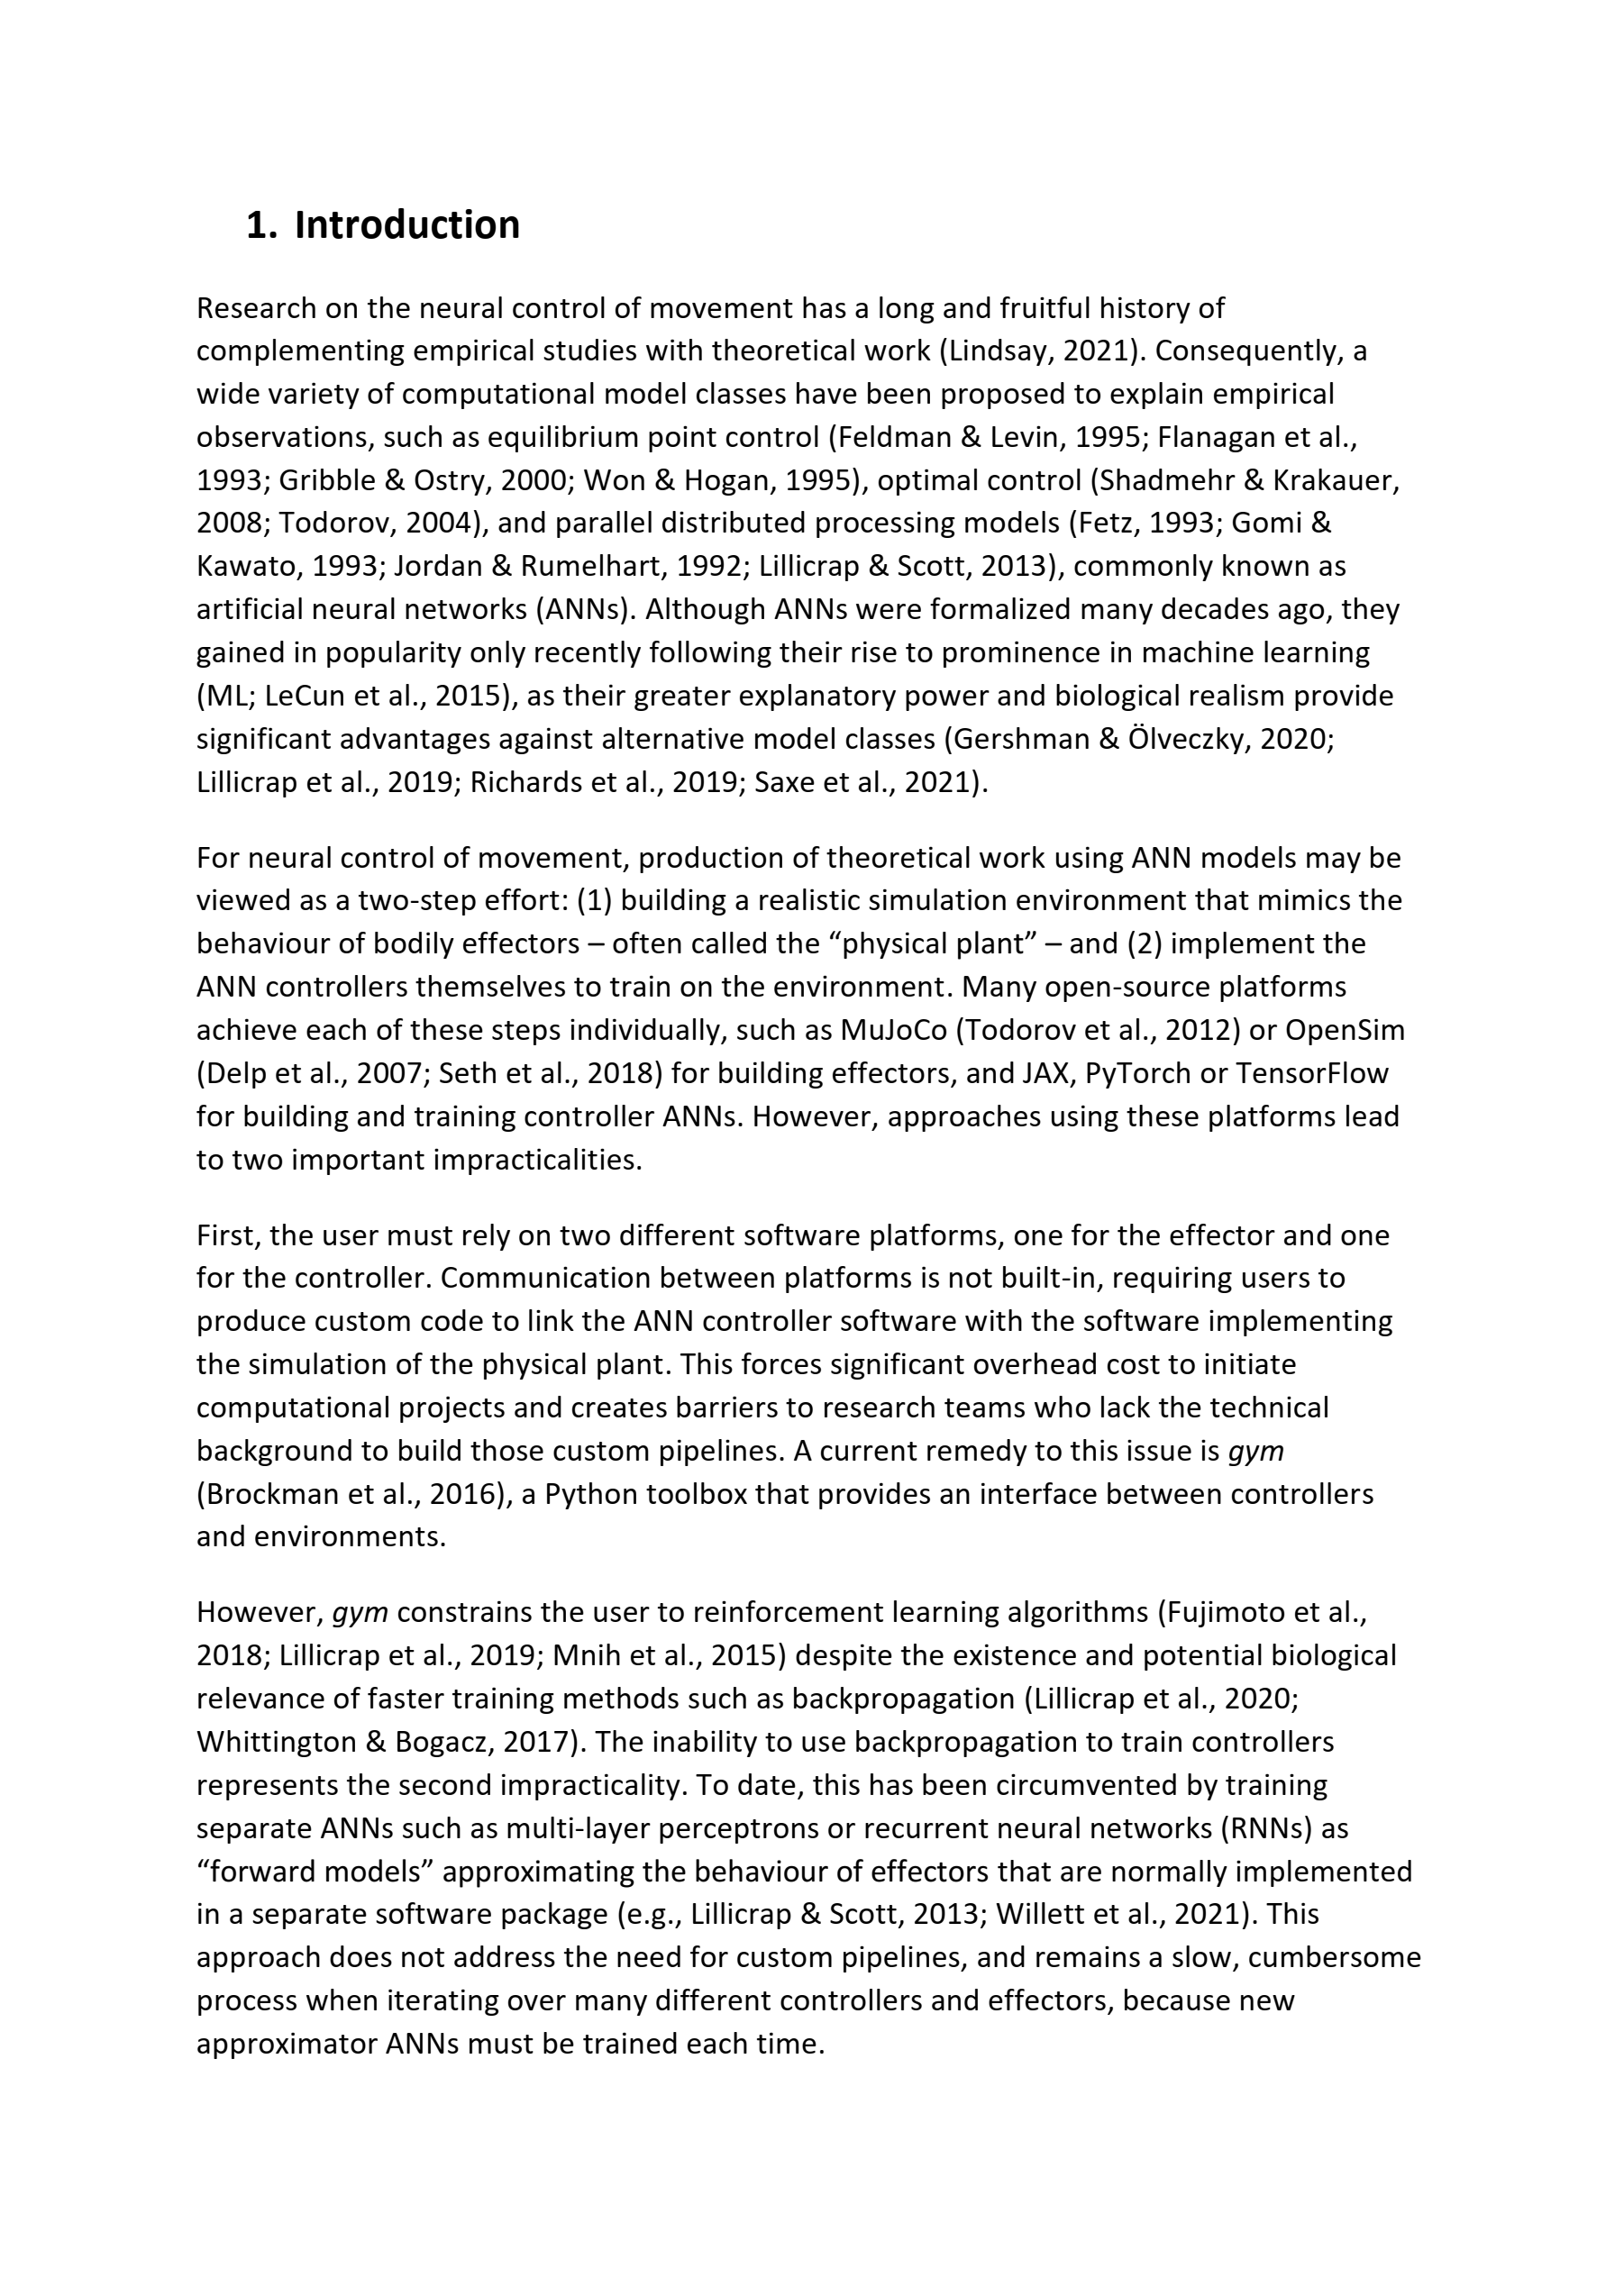 1. Introduction
Research on the neural control of movement has a long and fruitful history of
complementing empirical studies with theoretical work (Lindsay, 2021). Consequently, a
wide variety of computational model classes have been proposed to explain empirical
observations, such as equilibrium point control (Feldman & Levin, 1995; Flanagan et al.,
1993; Gribble & Ostry, 2000; Won & Hogan, 1995), optimal control (Shadmehr & Krakauer,
2008; Todorov, 2004), and parallel distributed processing models (Fetz, 1993; Gomi &
Kawato, 1993; Jordan & Rumelhart, 1992; Lillicrap & Scott, 2013), commonly known as
artificial neural networks (ANNs). Although ANNs were formalized many decades ago, they
gained in popularity only recently following their rise to prominence in machine learning
(ML; LeCun et al., 2015), as their greater explanatory power and biological realism provide
significant advantages against alternative model classes (Gershman & Ölveczky, 2020;
Lillicrap et al., 2019; Richards et al., 2019; Saxe et al., 2021).
For neural control of movement, production of theoretical work using ANN models may be
viewed as a two-step effort: (1) building a realistic simulation environment that mimics the
behaviour of bodily effectors – often called the “physical plant” – and (2) implement the
ANN controllers themselves to train on the environment. Many open-source platforms
achieve each of these steps individually, such as MuJoCo (Todorov et al., 2012) or OpenSim
(Delp et al., 2007; Seth et al., 2018) for building effectors, and JAX, PyTorch or TensorFlow
for building and training controller ANNs. However, approaches using these platforms lead
to two important impracticalities.
First, the user must rely on two different software platforms, one for the effector and one
for the controller. Communication between platforms is not built-in, requiring users to
produce custom code to link the ANN controller software with the software implementing
the simulation of the physical plant. This forces significant overhead cost to initiate
computational projects and creates barriers to research teams who lack the technical
background to build those custom pipelines. A current remedy to this issue is gym
(Brockman et al., 2016), a Python toolbox that provides an interface between controllers
and environments.
However, gym constrains the user to reinforcement learning algorithms (Fujimoto et al.,
2018; Lillicrap et al., 2019; Mnih et al., 2015) despite the existence and potential biological
relevance of faster training methods such as backpropagation (Lillicrap et al., 2020;
Whittington & Bogacz, 2017). The inability to use backpropagation to train controllers
represents the second impracticality. To date, this has been circumvented by training
separate ANNs such as multi-layer perceptrons or recurrent neural networks (RNNs) as
“forward models” approximating the behaviour of effectors that are normally implemented
in a separate software package (e.g., Lillicrap & Scott, 2013; Willett et al., 2021). This
approach does not address the need for custom pipelines, and remains a slow, cumbersome
process when iterating over many different controllers and effectors, because new
approximator ANNs must be trained each time.